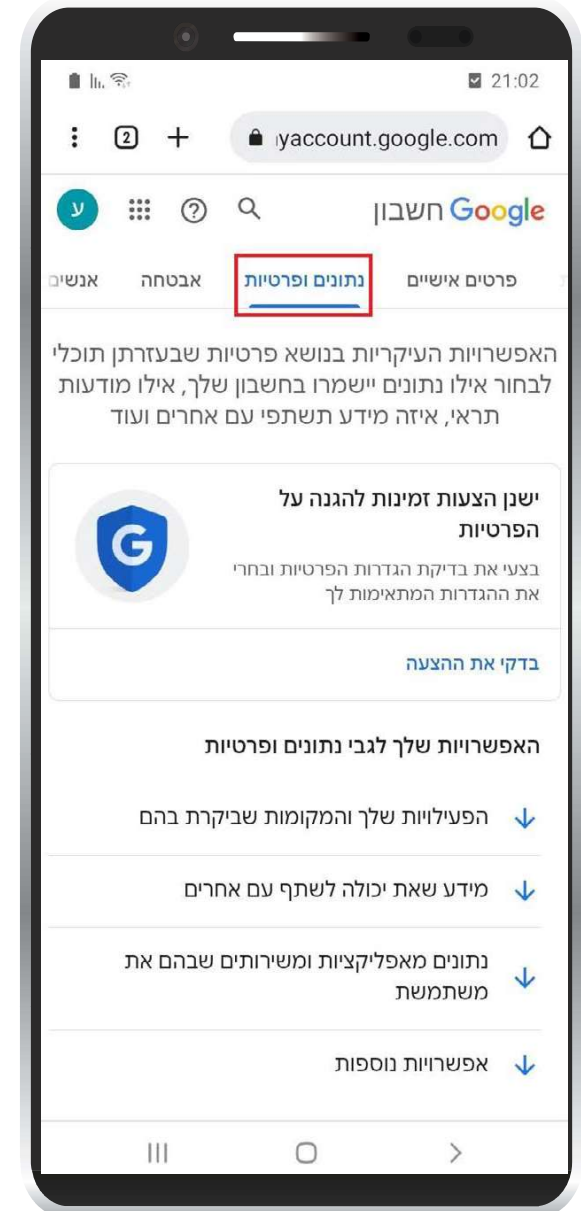 21:02
2
yaccount.google.com
ע
חשבון Google
פרטים אישיים
נתונים ופרטיות
אבטחה
אנשים
האפשרויות העיקריות בנושא פרטיות שבעזרתן תוכלי
לבחור אילו נתונים יישמרו בחשבון שלך, אילו מודעות
תראי, איזה מידע תשתפי עם אחרים ועוד
ישנן הצעות זמינות להגנה על
הפרטיות
בצעי את בדיקת הגדרות הפרטיות ובחרי
את ההגדרות המתאימות לך
G
בדקי את ההצעה
האפשרויות שלך לגבי נתונים ופרטיות
הפעילויות שלך והמקומות שביקרת בהם
מידע שאת יכולה לשתף עם אחרים
נתונים מאפליקציות ומשירותים שבהם את
משתמשת
אפשרויות נוספות